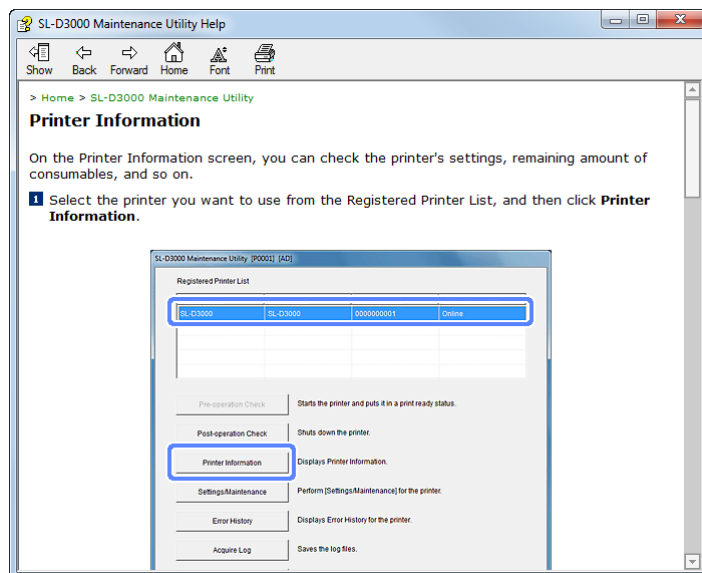 SL-D3000 Maintenance Utility Help
Show Back Forward Home Font Print
> Home > SL-D3000 Maintenance Utility
Printer Information
On the Printer Information screen, you can check the printer's settings, remaining amount of
consumables, and so on.
1 Select the printer you want to use from the Registered Printer List, and then click Printer
Information.
SL-D3000 Maintenance Utility [P0001] [AD]
Registered Printer List
SL-D3000 SL-D3000 0000000001 Online
Pre-operation Check Starts the printer and puts it in a print ready status.
Post-operation Check Shuts down the printer.
Printer Information Displays Printer Information.
Settings/Maintenance Perform [Settings/Maintenance] for the printer.
Error History Displays Error History for the printer.
Acquire Log Saves the log files.